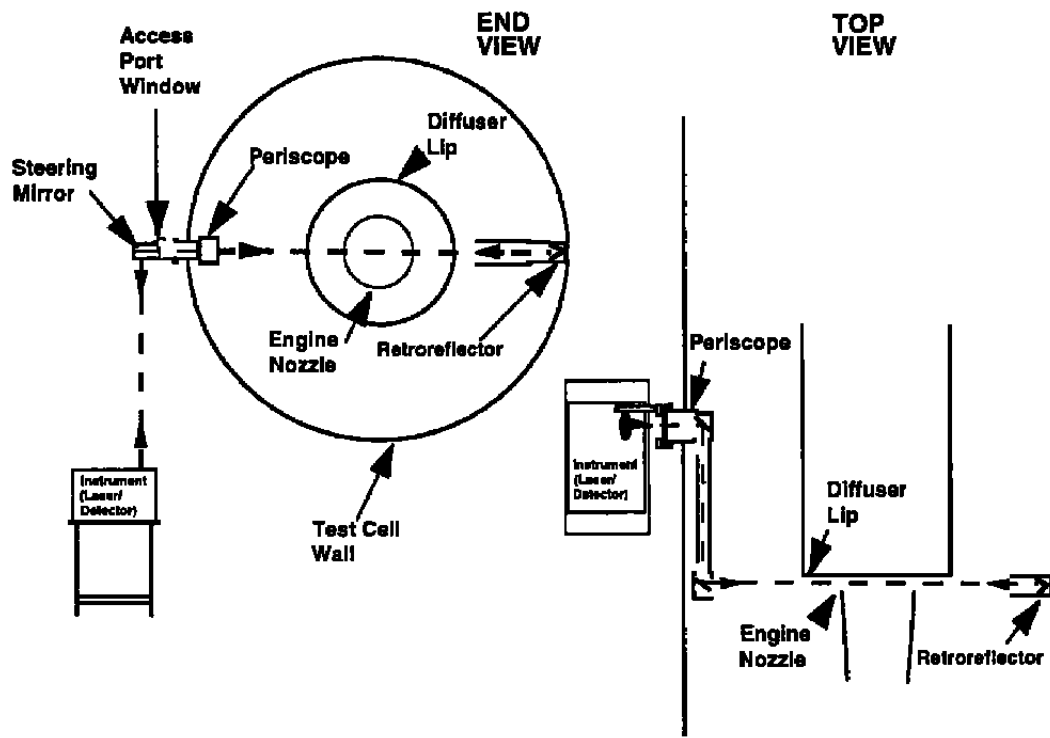 END
VIEW
TOP
VIEW
Access
Port
Window
Diffuser
Lip
Periscope
Steering
Mirror
Engine
Nozzle
Retroreflector
Instrument
(Laser/
Detector)
Test Cell
Wall
Periscope
Instrument
(Laser/
Detector)
Diffuser
Lip
Engine
Nozzle
Retroreflector